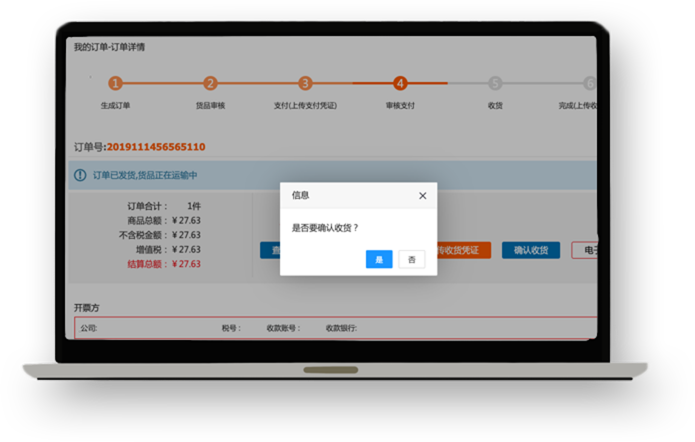 我的订单-订单详情
1 2 3 4 5 6
生成订单 货品审核 支付(上传支付凭证) 审核支付 收货 完成(上传收
订单号:2019111456565110
订单已发货,货品正在运输中
订单合计： 1件
商品总额：￥27.63
不含税金额：￥27.63
增值税：￥27.63
结算总额：￥27.63
信息
是否要确认收货？
是 否
传收货凭证 确认收货 电子
开票方
公司: 税号： 收款账号： 收款银行: